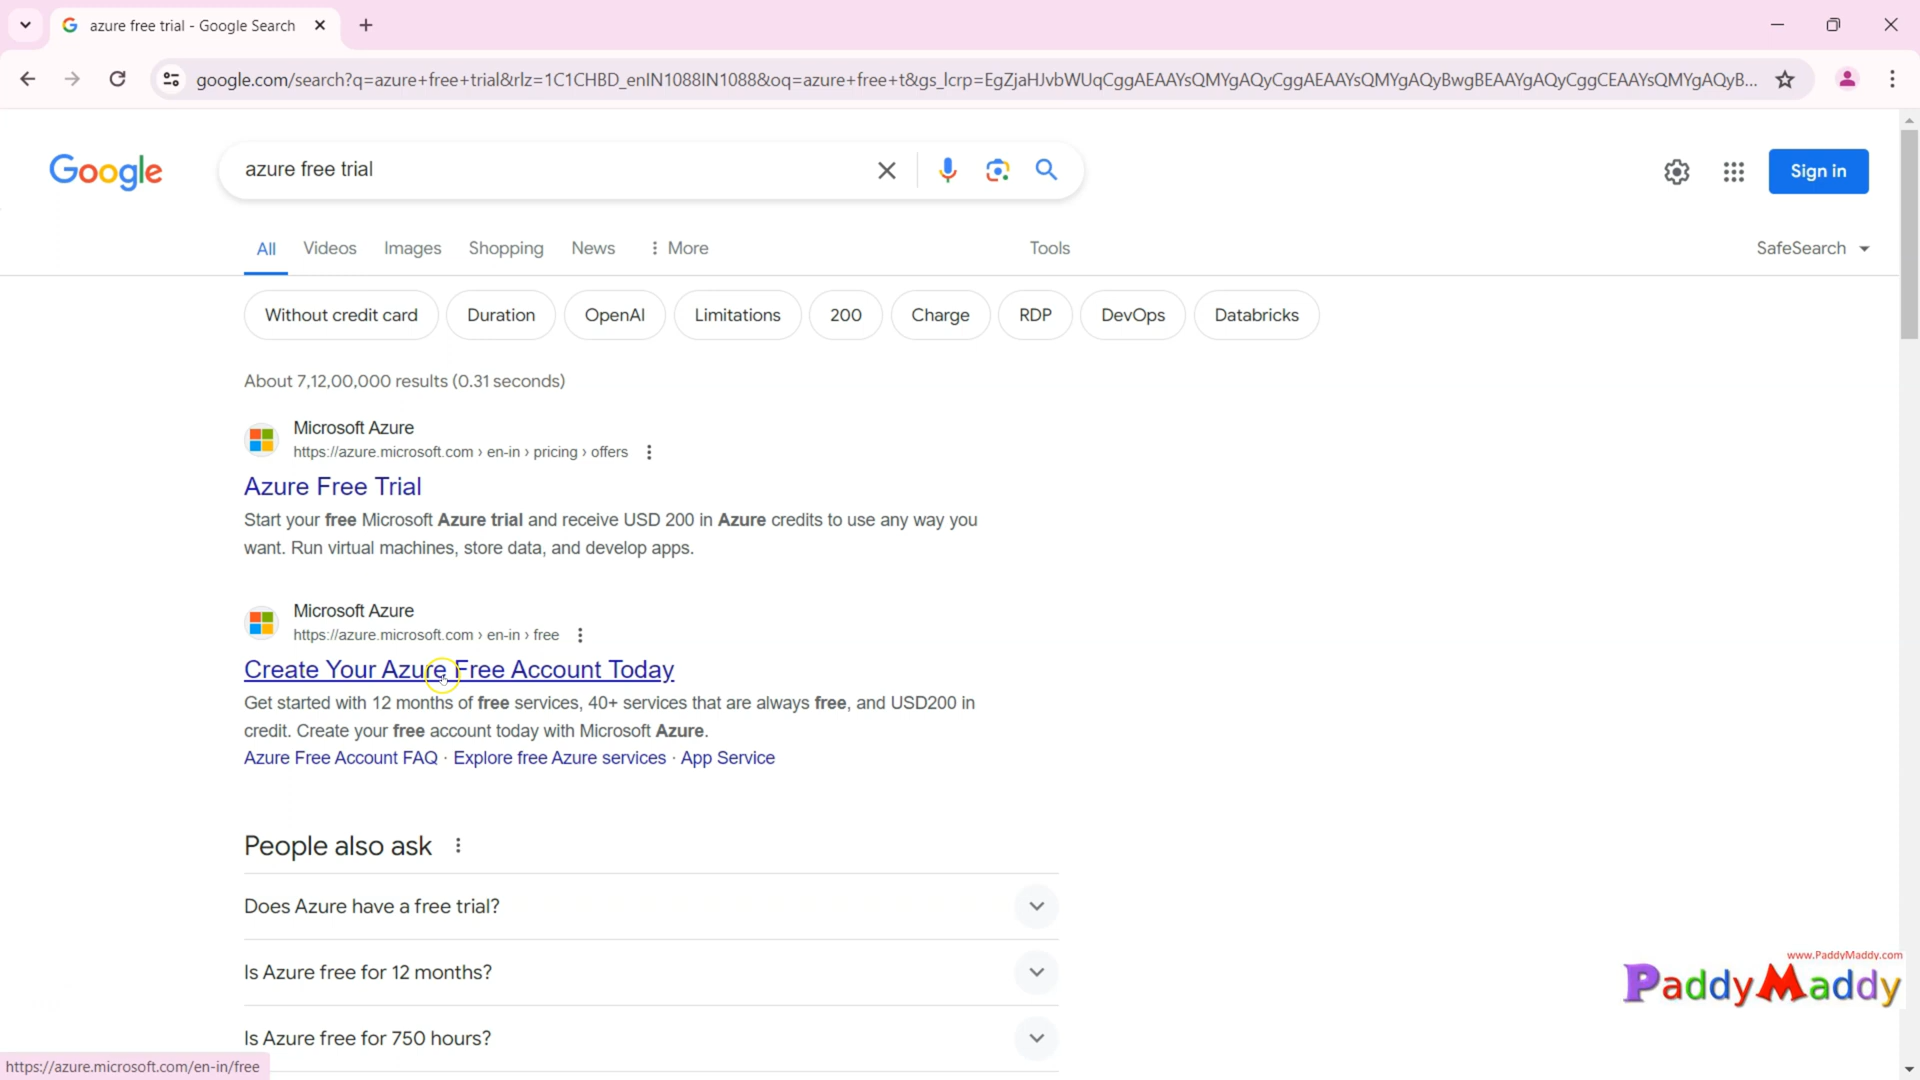 azure free trial - Google Search
google.com/search?q=azure+free+trial&rlz=1C1CHBD_enIN1088IN1088&oq=azure+free+t&gs_lcrp=EgZjaHJvbWUqCggAEAAYsQMYgAQyCggAEAAYsQMYgAQyBwgBEAAYgAQyCggCEAAYsQMYgAQyB...
Google
azure free trial
Sign in
All Videos Images Shopping News More Tools SafeSearch
Without credit card Duration OpenAI Limitations 200 Charge RDP DevOps Databricks
About 7,12,00,000 results (0.31 seconds)
Microsoft Azure
https://azure.microsoft.com › en-in › pricing › offers
Azure Free Trial
Start your free Microsoft Azure trial and receive USD 200 in Azure credits to use any way you
want. Run virtual machines, store data, and develop apps.
Microsoft Azure
https://azure.microsoft.com › en-in › free
Create Your Azure Free Account Today
Get started with 12 months of free services, 40+ services that are always free, and USD200 in
credit. Create your free account today with Microsoft Azure.
Azure Free Account FAQ · Explore free Azure services · App Service
People also ask
Does Azure have a free trial?
Is Azure free for 12 months?
www.PaddyMaddy.com
PaddyMaddy
Is Azure free for 750 hours?
https://azure.microsoft.com/en-in/free